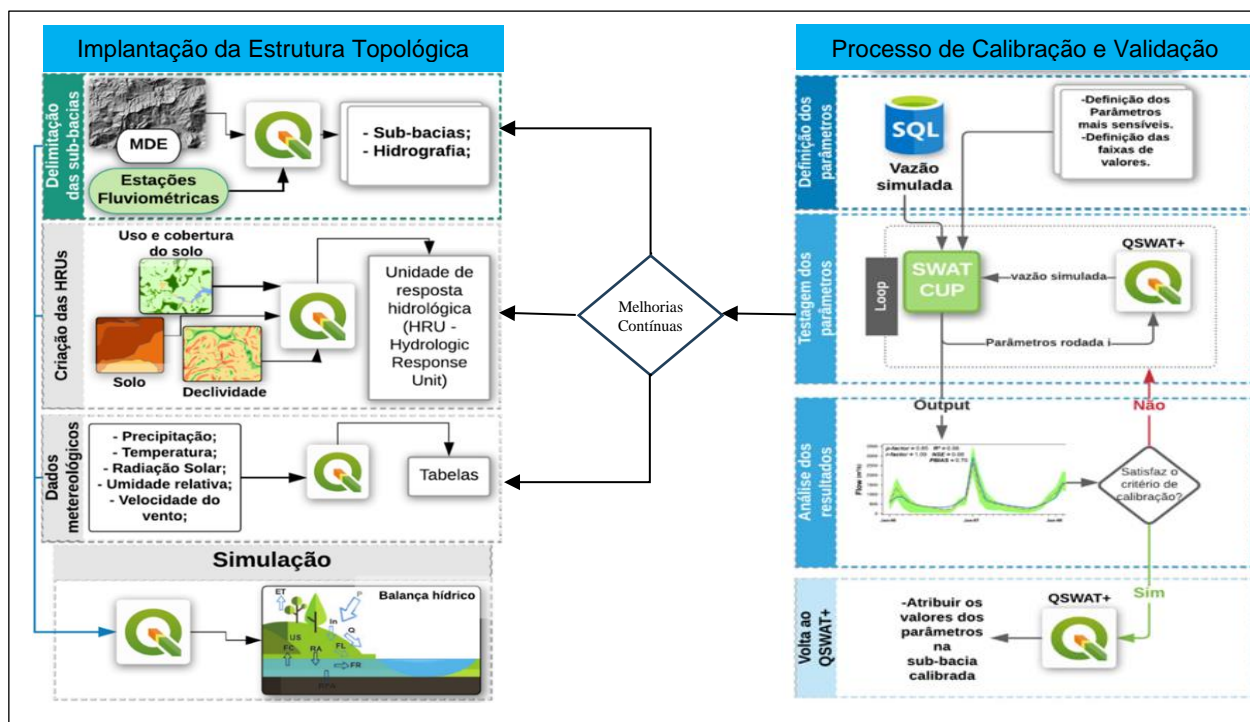 Implantação da Estrutura Topológica
Delimitação
das sub-bacias
MDE
Estações
Fluviométricas
- Sub-bacias;
- Hidrografia;
Criação das HRUs
Uso e cobertura
do solo
Solo
Declividade
Unidade de
resposta
hidrológica
(HRU -
Hydrologic
Response
Unit)
Dados
metereológicos
- Precipitação;
- Temperatura;
- Radiação Solar;
- Umidade relativa;
- Velocidade do
vento;
Tabelas
Simulação
Balança hídrico
ET
P
In
Q
US
FC
RA
FL
FR
Melhorias
Contínuas
Processo de Calibração e Validação
Definição dos
parâmetros
SQL
Vazão
simulada
-Definição dos
Parâmetros
mais sensíveis.
-Definição das
faixas de
valores.
Testagem dos
parâmetros
Loop
SWAT
CUP
vazão simulada
QSWAT+
Parâmetros rodada i
Análise dos
resultados
Output
Não
Satisfaz o
critério de
calibração?
Sim
Volta ao
QSWAT+
-Atribuir os
valores dos
parâmetros
na
sub-bacia
calibrada
QSWAT+